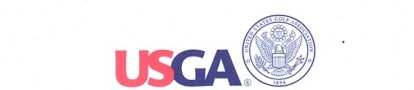 USGA®
UNITED STATES GOLF ASSOCIATION
1894